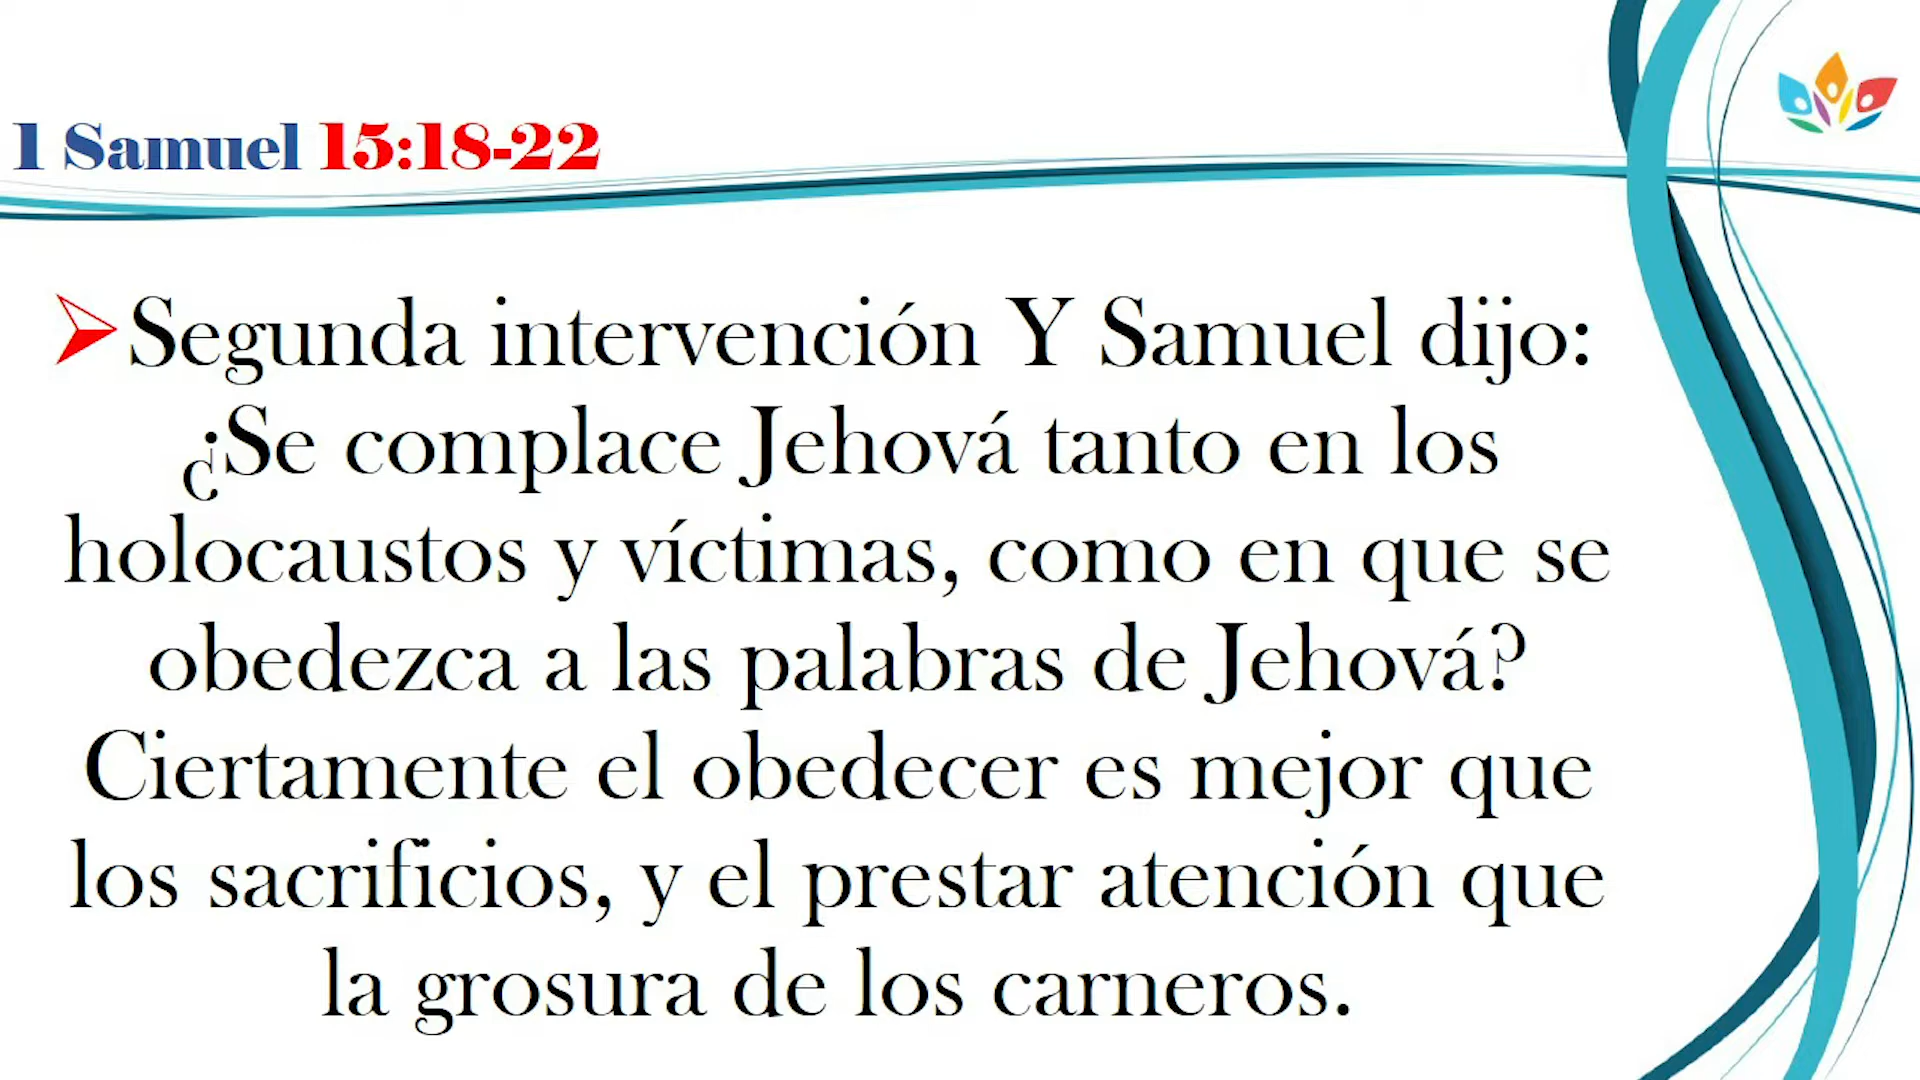 1 Samuel 15:18-22
Segunda intervención Y Samuel dijo:
¿Se complace Jehová tanto en los
holocaustos y víctimas, como en que se
obedezca a las palabras de Jehová?
Ciertamente el obedecer es mejor que
los sacrificios, y el prestar atención que
la grosura de los carneros.